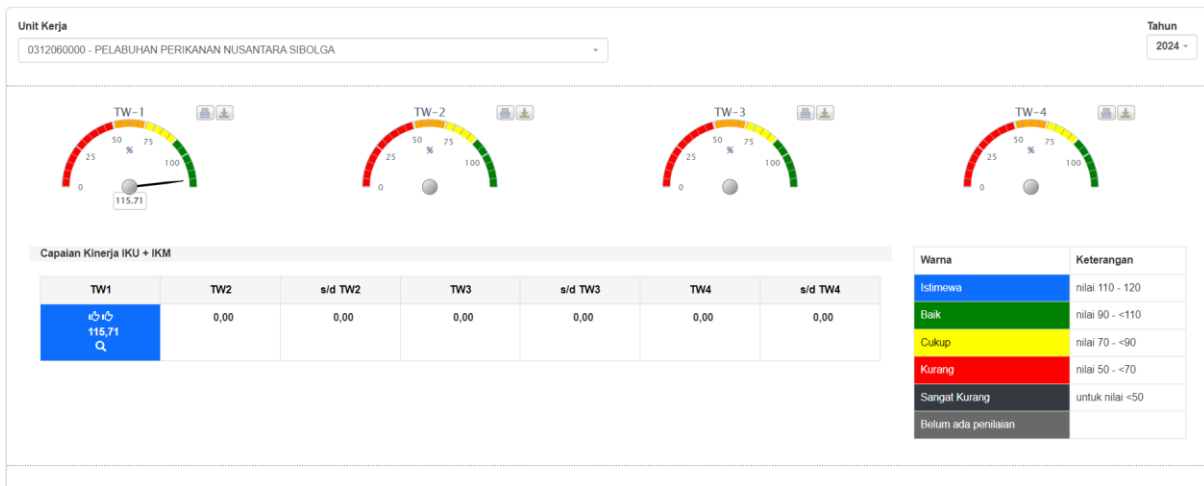 Unit Kerja
Tahun
0312060000 - PELABUHAN PERIKANAN NUSANTARA SIBOLGA
2024
TW-1
0 25 50 75 100
%
115.71
TW-2
0 25 50 75 100
%
TW-3
0 25 50 75 100
%
TW-4
0 25 50 75 100
%
Capaian Kinerja IKU + IKM
TW1 TW2 s/d TW2 TW3 s/d TW3 TW4 s/d TW4
115,71 0,00 0,00 0,00 0,00 0,00 0,00
Warna Keterangan
Istimewa nilai 110 - 120
Baik nilai 90 - <110
Cukup nilai 70 - <90
Kurang nilai 50 - <70
Sangat Kurang untuk nilai <50
Belum ada penilaian